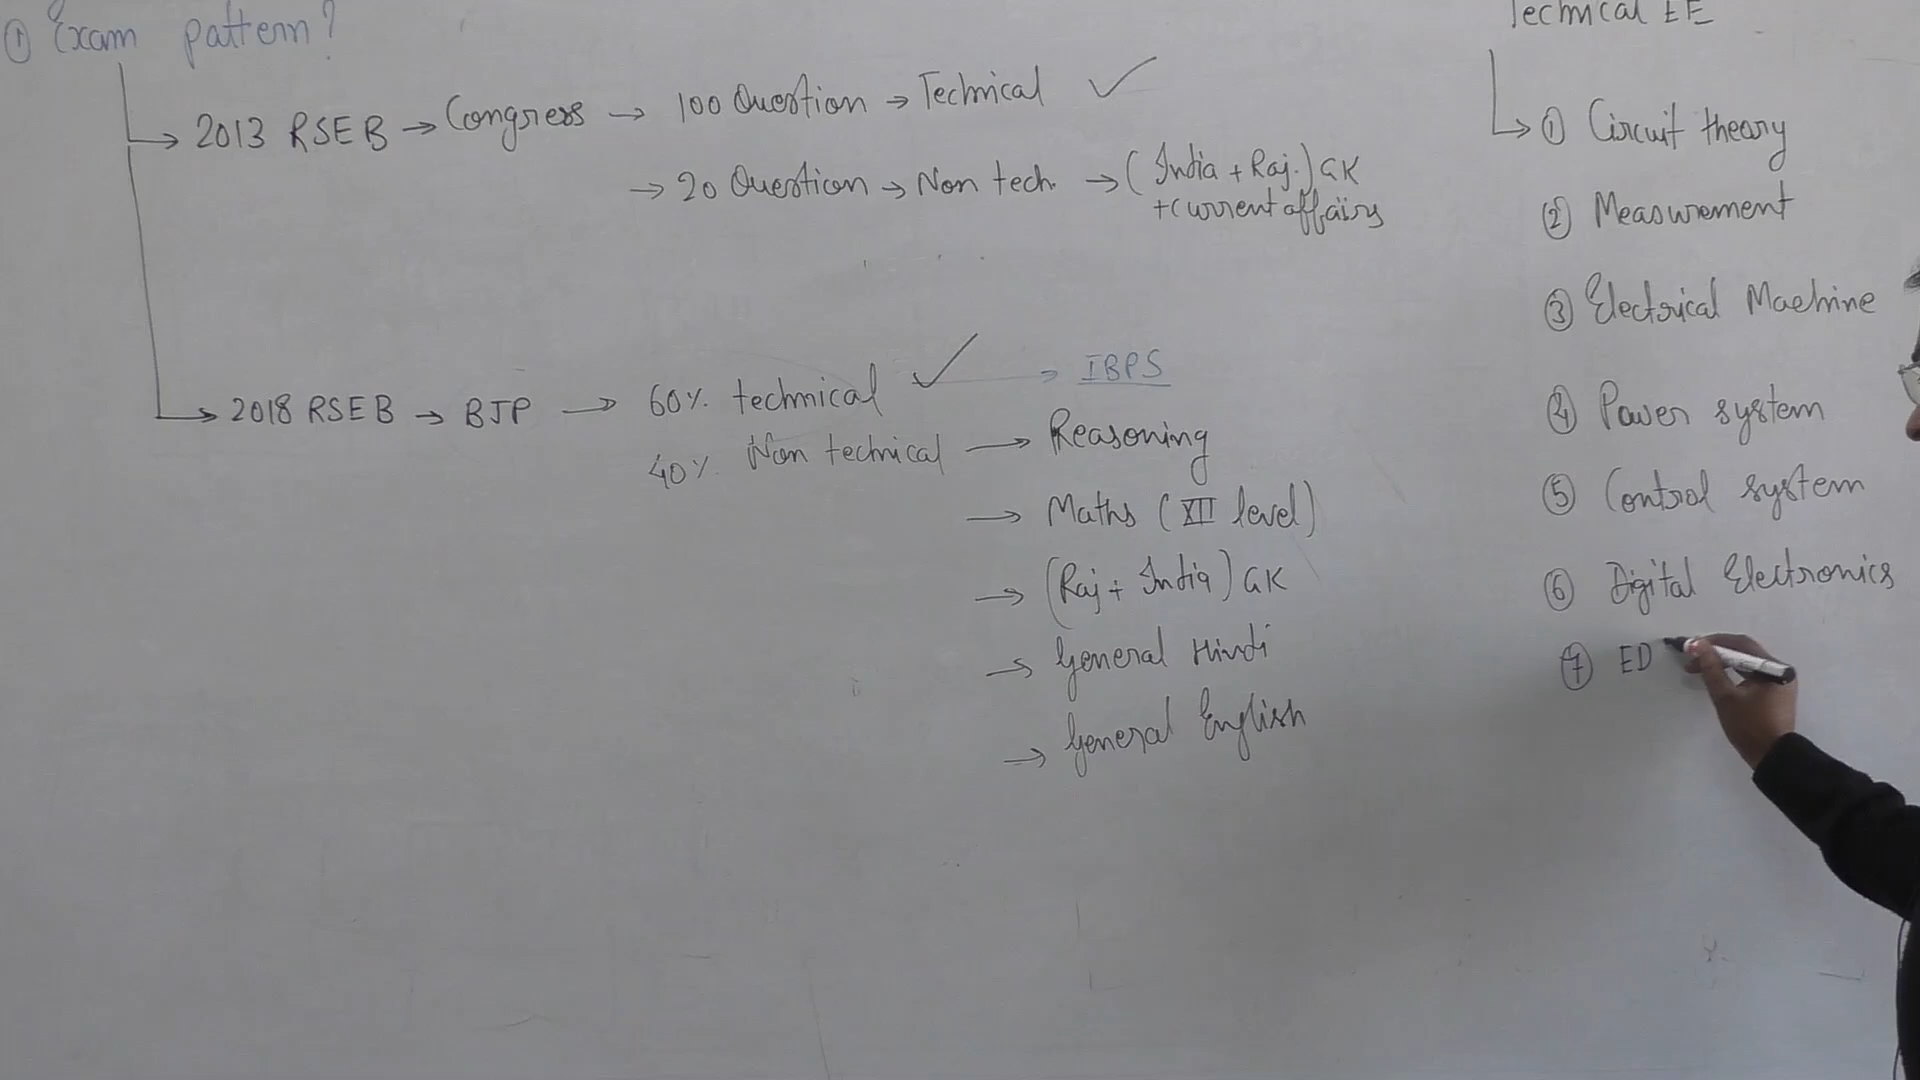 ① Exam pattern?
→ 2013 RSEB → Congress → 100 Question → Technical ✓
→ 20 Question → Non tech. → (India + Raj.) GK
+Current affairs
→ 2018 RSEB → BJP → 60% technical ✓ → IBPS
40% Non technical → Reasoning
→ Maths (XII level)
→ (Raj + India) GK
→ General Hindi
→ General English
Technical EE
→ ① Circuit theory
② Measurement
③ Electrical Machine
④ Power system
⑤ Control system
⑥ Digital Electronics
⑦ ED